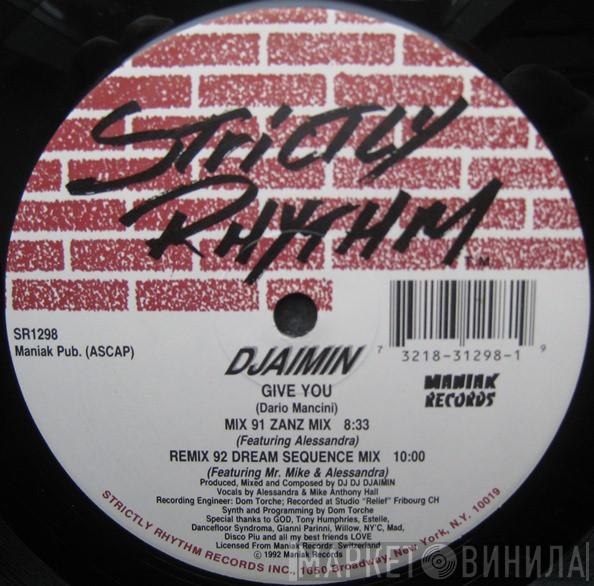 STRICTLY
RHYTHM™
SR1298
Maniak Pub. (ASCAP)
7 3218-31298-1 9
MANIAK
RECORDS
DJAIMIN
GIVE YOU
(Dario Mancini)
MIX 91 ZANZ MIX 8:33
(Featuring Alessandra)
REMIX 92 DREAM SEQUENCE MIX 10:00
(Featuring Mr. Mike & Alessandra)
Produced, Mixed and Composed by DJ DJ DJAIMIN
Vocals by Alessandra & Mike Anthony Hall
Recording Engineer: Dom Torche; Recorded at Studio "Relief" Fribourg CH
Synth and Programming by Dom Torche
Special thanks to GOD, Tony Humphries, Estelle,
Dancefloor Syndroma, Gianni Parinni, Willow, NY'C, Mad,
Disco Piu and all my best friends LOVE
Licensed From Maniak Records, Switzerland
© 1992 Maniak Records
STRICTLY RHYTHM RECORDS INC., 1650 Broadway, New York, N.Y. 10019
МАРКЕТ ВИНИЛА